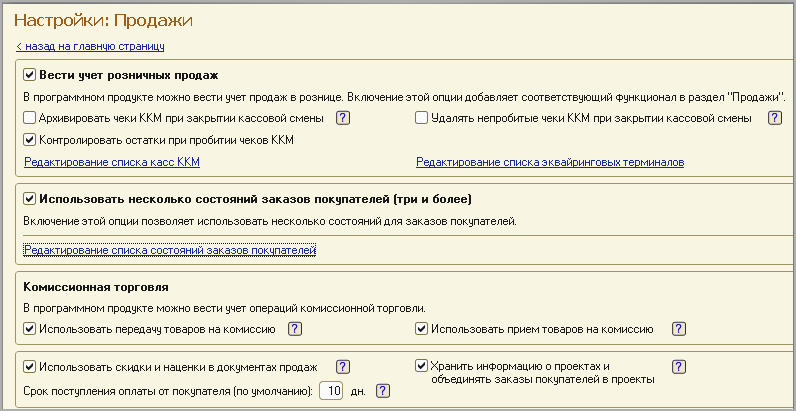 Настройки: Продажи
< назад на главную страницу
Вести учет розничных продаж
В программном продукте можно вести учет продаж в рознице. Включение этой опции добавляет соответствующий функционал в раздел "Продажи".
Архивировать чеки ККМ при закрытии кассовой смены ? Удалять непробитые чеки ККМ при закрытии кассовой смены ?
Контролировать остатки при пробитии чеков ККМ
Редактирование списка касс ККМ Редактирование списка эквайринговых терминалов
Использовать несколько состояний заказов покупателей (три и более)
Включение этой опции позволяет использовать несколько состояний для заказов покупателей.
Редактирование списка состояний заказов покупателей
Комиссионная торговля
В программном продукте можно вести учет операций комиссионной торговли.
Использовать передачу товаров на комиссию ? Использовать прием товаров на комиссию ?
Использовать скидки и наценки в документах продаж ? Хранить информацию о проектах и ?
объединять заказы покупателей в проекты
Срок поступления оплаты от покупателя (по умолчанию): 10 дн. ?